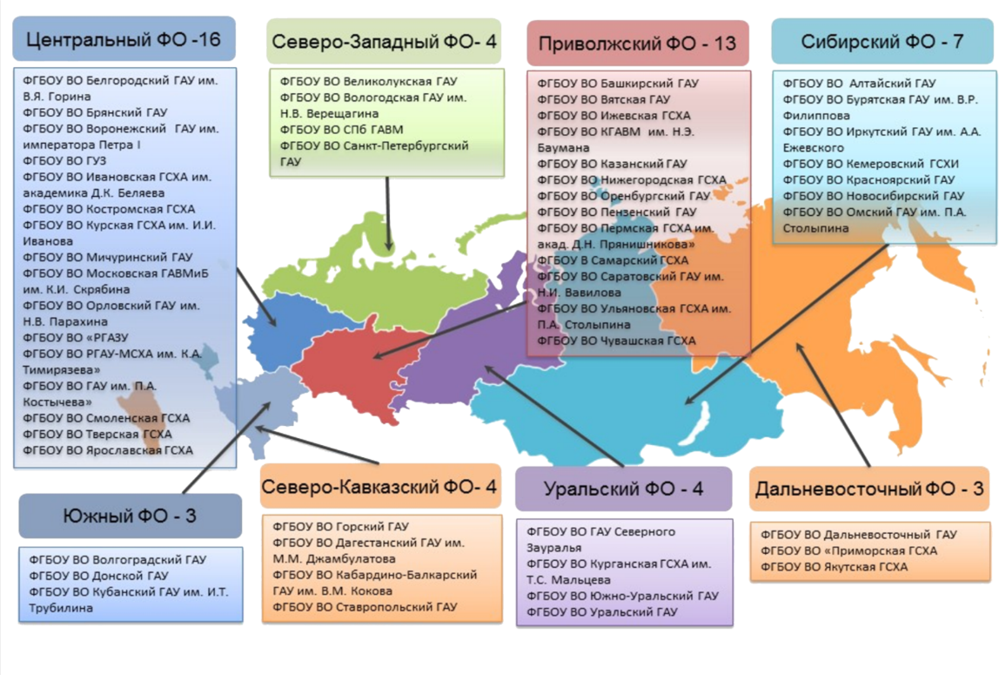 Центральный ФО -16
ФГБОУ ВО Белгородский ГАУ им.
В.Я. Горина
ФГБОУ ВО Брянский ГАУ
ФГБОУ ВО Воронежский ГАУ им.
императора Петра I
ФГБОУ ВО ГУЗ
ФГБОУ ВО Ивановская ГСХА им.
академика Д.К. Беляева
ФГБОУ ВО Костромская ГСХА
ФГБОУ ВО Курская ГСХА им. И.И.
Иванова
ФГБОУ ВО Мичуринский ГАУ
ФГБОУ ВО Московская ГАВМиБ
им. К.И. Скрябина
ФГБОУ ВО Орловский ГАУ им.
Н.В. Парахина
ФГБОУ ВО «РГАЗУ
ФГБОУ ВО РГАУ-МСХА им. К.А.
Тимирязева»
ФГБОУ ВО ГАУ им. П.А.
Костычева»
ФГБОУ ВО Смоленская ГСХА
ФГБОУ ВО Тверская ГСХА
ФГБОУ ВО Ярославская ГСХА
Северо-Западный ФО- 4
ФГБОУ ВО Великолукская ГАУ
ФГБОУ ВО Вологодская ГАУ им.
Н.В. Верещагина
ФГБОУ ВО СПб ГАВМ
ФГБОУ ВО Санкт-Петербургский
ГАУ
Приволжский ФО - 13
ФГБОУ ВО Башкирский ГАУ
ФГБОУ ВО Вятская ГАУ
ФГБОУ ВО Ижевская ГСХА
ФГБОУ ВО КГАВМ им. Н.Э.
Баумана
ФГБОУ ВО Казанский ГАУ
ФГБОУ ВО Нижегородская ГСХА
ФГБОУ ВО Оренбургский ГАУ
ФГБОУ ВО Пензенский ГАУ
ФГБОУ ВО Пермская ГСХА им.
акад. Д.Н. Прянишникова»
ФГБОУ В Самарский ГСХА
ФГБОУ ВО Саратовский ГАУ им.
Н.И. Вавилова
ФГБОУ ВО Ульяновская ГСХА им.
П.А. Столыпина
ФГБОУ ВО Чувашская ГСХА
Сибирский ФО - 7
ФГБОУ ВО Алтайский ГАУ
ФГБОУ ВО Бурятская ГАУ им. В.Р.
Филиппова
ФГБОУ ВО Иркутский ГАУ им. А.А.
Ежевского
ФГБОУ ВО Кемеровский ГСХИ
ФГБОУ ВО Красноярский ГАУ
ФГБОУ ВО Новосибирский ГАУ
ФГБОУ ВО Омский ГАУ им. П.А.
Столыпина
Южный ФО - 3
ФГБОУ ВО Волгоградский ГАУ
ФГБОУ ВО Донской ГАУ
ФГБОУ ВО Кубанский ГАУ им. И.Т.
Трубилина
Северо-Кавказский ФО- 4
ФГБОУ ВО Горский ГАУ
ФГБОУ ВО Дагестанский ГАУ им.
М.М. Джамбулатова
ФГБОУ ВО Кабардино-Балкарский
ГАУ им. В.М. Кокова
ФГБОУ ВО Ставропольский ГАУ
Уральский ФО - 4
ФГБОУ ВО ГАУ Северного
Зауралья
ФГБОУ ВО Курганская ГСХА им.
Т.С. Мальцева
ФГБОУ ВО Южно-Уральский ГАУ
ФГБОУ ВО Уральский ГАУ
Дальневосточный ФО - 3
ФГБОУ ВО Дальневосточный ГАУ
ФГБОУ ВО «Приморская ГСХА
ФГБОУ ВО Якутская ГСХА